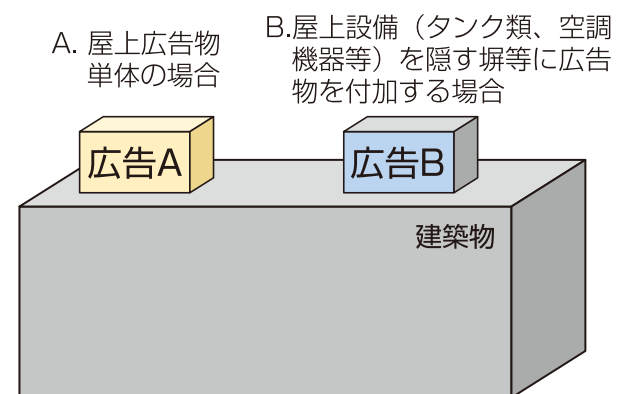 A. 屋上広告物
単体の場合
B.屋上設備（タンク類、空調
機器等）を隠す塀等に広告
物を付加する場合
広告A
広告B
建築物